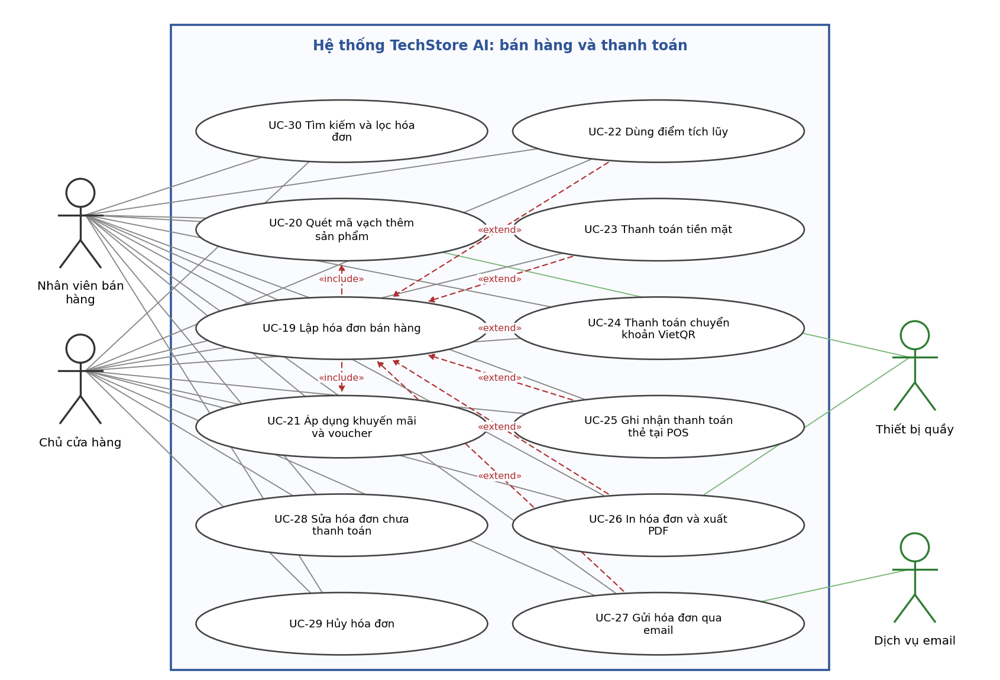 Hệ thống TechStore AI: bán hàng và thanh toán
UC-30 Tìm kiếm và lọc hóa
đơn
UC-22 Dùng điểm tích lũy
UC-20 Quét mã vạch thêm
sản phẩm
«extend»
UC-23 Thanh toán tiền mặt
Nhân viên bán
hàng
«include»
«extend»
UC-19 Lập hóa đơn bán hàng
«extend»
UC-24 Thanh toán chuyển
khoản VietQR
«include»
«extend»
Chủ cửa hàng
Thiết bị quầy
UC-21 Áp dụng khuyến mãi
và voucher
«extend»
UC-25 Ghi nhận thanh toán
thẻ tại POS
«extend»
UC-28 Sửa hóa đơn chưa
thanh toán
UC-26 In hóa đơn và xuất
PDF
UC-29 Hủy hóa đơn
UC-27 Gửi hóa đơn qua
email
Dịch vụ email